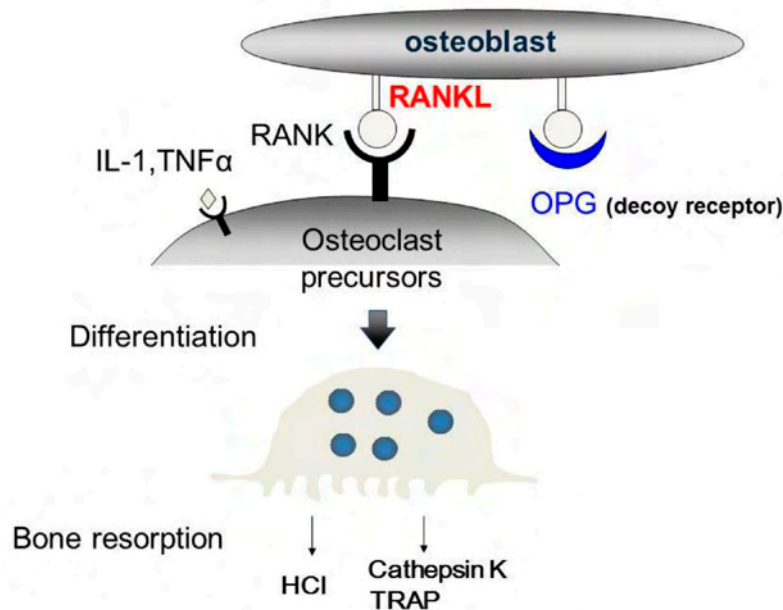 osteoblast
RANKL
RANK
IL-1,TNFα
OPG (decoy receptor)
Osteoclast
precursors
Differentiation
Bone resorption
HCl
Cathepsin K
TRAP